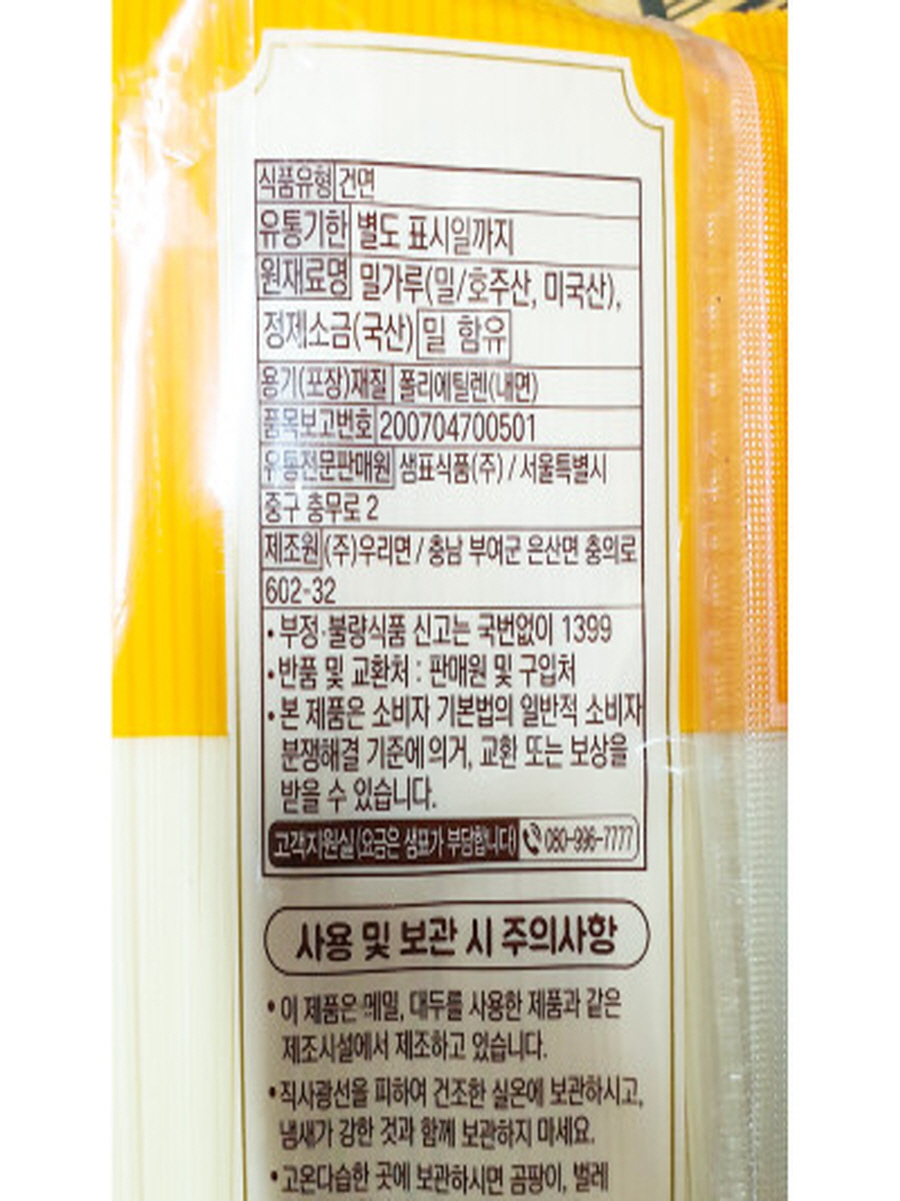 식품유형 건면
유통기한 별도 표시일까지
원재료명 밀가루(밀/호주산, 미국산),
정제소금(국산) 밀 함유
용기(포장)재질 폴리에틸렌(내면)
품목보고번호 200704700501
유통전문판매원 샘표식품(주) / 서울특별시
중구 충무로 2
제조원 (주)우리면 / 충남 부여군 은산면 충의로
602-32
• 부정·불량식품 신고는 국번없이 1399
• 반품 및 교환처 : 판매원 및 구입처
• 본 제품은 소비자 기본법의 일반적 소비자
분쟁해결 기준에 의거, 교환 또는 보상을
받을 수 있습니다.
고객지원실(요금은 샘표가 부담합니다) 080-996-7777
사용 및 보관 시 주의사항
• 이 제품은 메밀, 대두를 사용한 제품과 같은
제조시설에서 제조하고 있습니다.
• 직사광선을 피하여 건조한 실온에 보관하시고,
냄새가 강한 것과 함께 보관하지 마세요.
• 고온다습한 곳에 보관하시면 곰팡이, 벌레